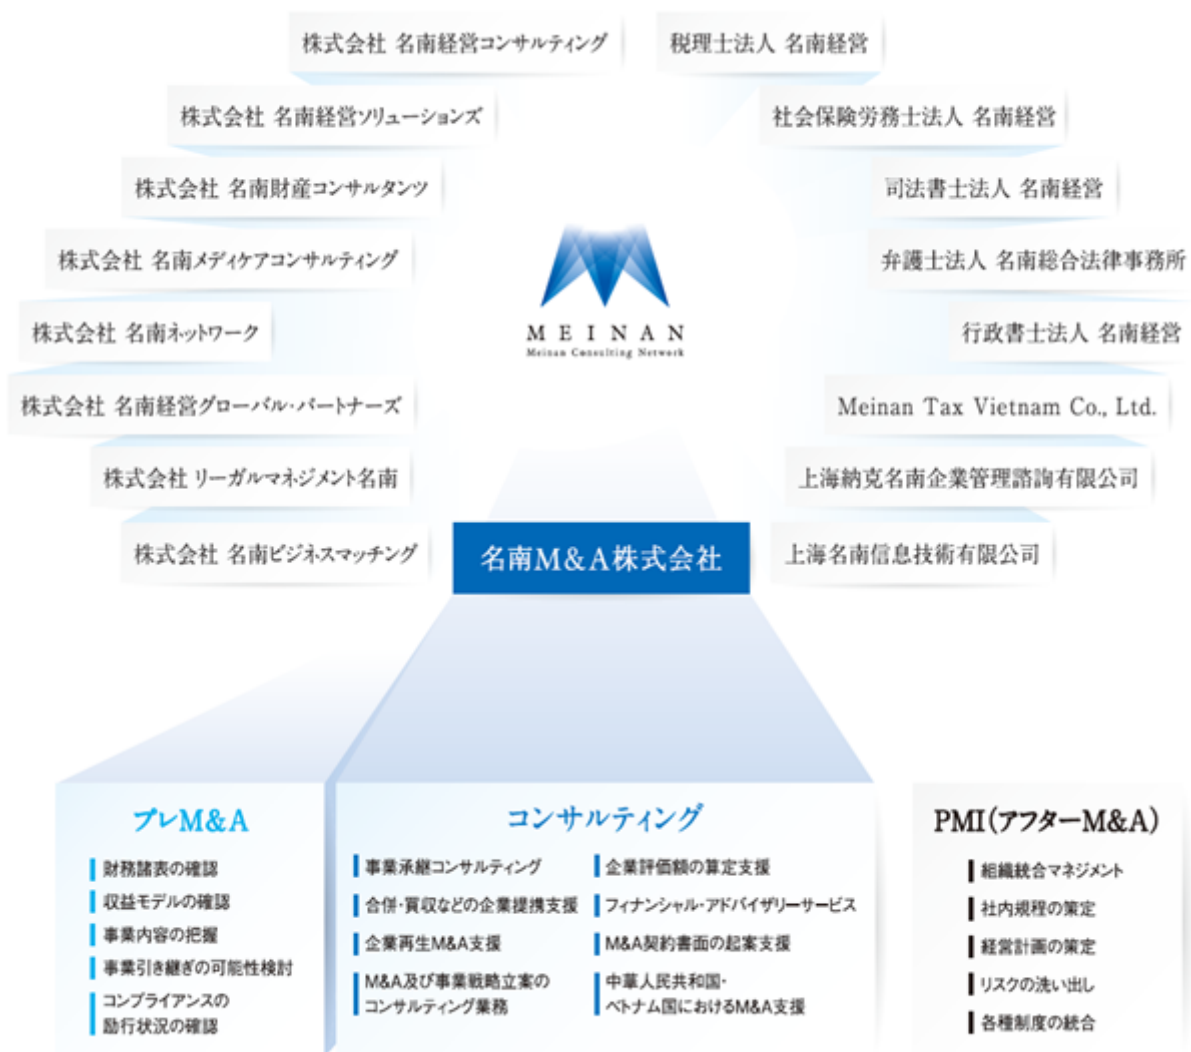 株式会社 名南経営コンサルティング
税理士法人 名南経営
株式会社 名南経営ソリューションズ
社会保険労務士法人 名南経営
株式会社 名南財産コンサルタンツ
司法書士法人 名南経営
株式会社 名南メディケアコンサルティング
弁護士法人 名南総合法律事務所
株式会社 名南ネットワーク
行政書士法人 名南経営
MEINAN
Meinan Consulting Network
株式会社 名南経営グローバル・パートナーズ
Meinan Tax Vietnam Co., Ltd.
株式会社 リーガルマネジメント名南
上海納克名南企業管理諮詢有限公司
株式会社 名南ビジネスマッチング
名南M&A株式会社
上海名南信息技術有限公司
プレM&A
財務諸表の確認
収益モデルの確認
事業内容の把握
事業引き継ぎの可能性検討
コンプライアンスの
励行状況の確認
コンサルティング
事業承継コンサルティング
合併・買収などの企業提携支援
企業再生M&A支援
M&A及び事業戦略立案の
コンサルティング業務
企業評価額の算定支援
フィナンシャル・アドバイザリーサービス
M&A契約書面の起案支援
中華人民共和国・
ベトナム国におけるM&A支援
PMI(アフターM&A)
組織統合マネジメント
社内規程の策定
経営計画の策定
リスクの洗い出し
各種制度の統合